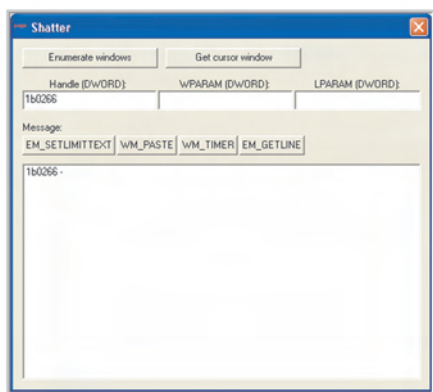 Shatter
Enumerate windows Get cursor window
Handle (DWORD): WPARAM (DWORD): LPARAM (DWORD):
1b0266
Message:
EM_SETLIMITTEXT WM_PASTE WM_TIMER EM_GETLINE
1b0266 -